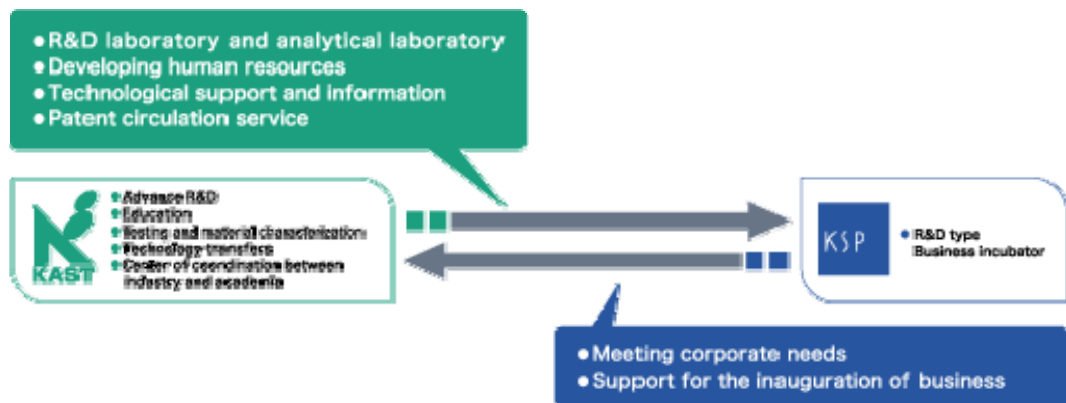 ●R&D laboratory and analytical laboratory
●Developing human resources
●Technological support and information
●Patent circulation service
KAST
●Advance R&D
●Education
●Testing and material characterization
●Technology transfers
●Center of coordination between
industry and academia
KSP
●R&D type
Business incubator
●Meeting corporate needs
●Support for the inauguration of business